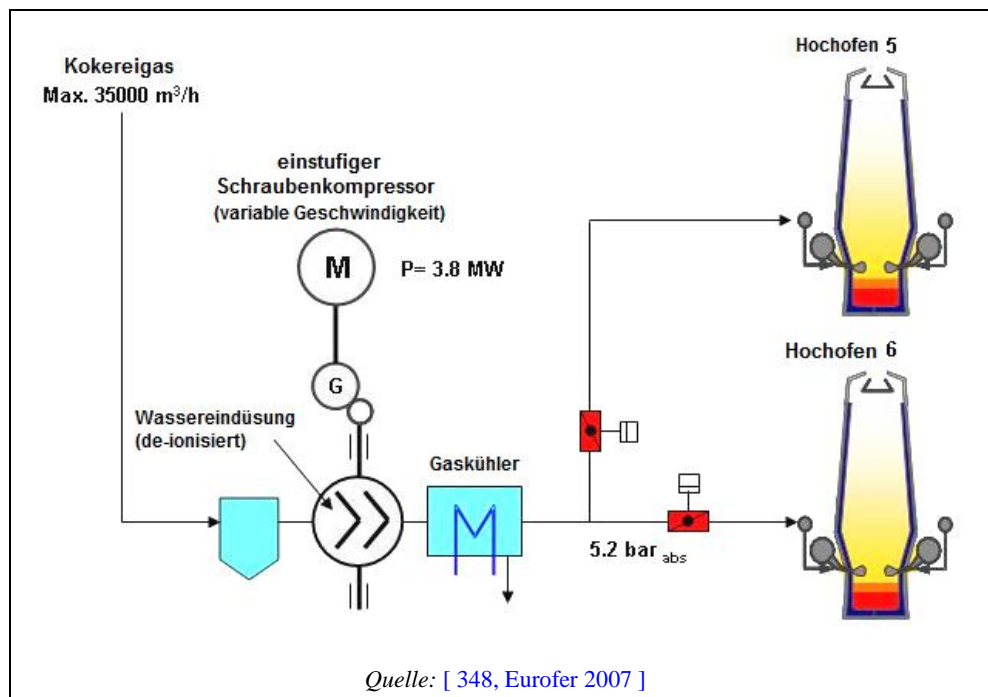 Kokereigas
Max. 35000 m³/h
einstufiger
Schraubenkompressor
(variable Geschwindigkeit)
M
P= 3.8 MW
G
Wassereindüsung
(de-ionisiert)
Gaskühler
5.2 bar abs
Hochofen 5
Hochofen 6
Quelle: [ 348, Eurofer 2007 ]